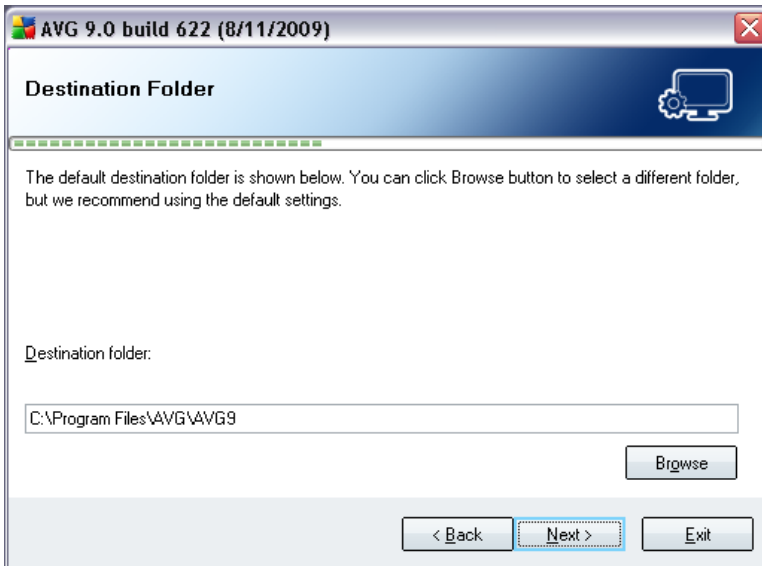 AVG 9.0 build 622 (8/11/2009)
Destination Folder
The default destination folder is shown below. You can click Browse button to select a different folder,
but we recommend using the default settings.
Destination folder:
C:\Program Files\AVG\AVG9
Browse
< Back
Next >
Exit